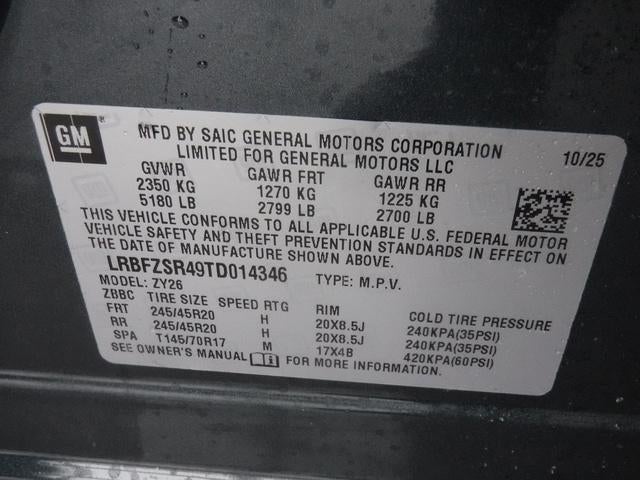 GM
MFD BY SAIC GENERAL MOTORS CORPORATION
LIMITED FOR GENERAL MOTORS LLC
10/25
GVWR GAWR FRT GAWR RR
2350 KG 1270 KG 1225 KG
5180 LB 2799 LB 2700 LB
THIS VEHICLE CONFORMS TO ALL APPLICABLE U.S. FEDERAL MOTOR
VEHICLE SAFETY AND THEFT PREVENTION STANDARDS IN EFFECT ON
THE DATE OF MANUFACTURE SHOWN ABOVE.
LRBFZSR49TD014346 TYPE: M.P.V.
MODEL: ZY26
ZBBC TIRE SIZE SPEED RTG RIM COLD TIRE PRESSURE
FRT 245/45R20 H 20X8.5J 240KPA(35PSI)
RR 245/45R20 H 20X8.5J 240KPA(35PSI)
SPA T145/70R17 M 17X4B 420KPA(60PSI)
SEE OWNER'S MANUAL FOR MORE INFORMATION.